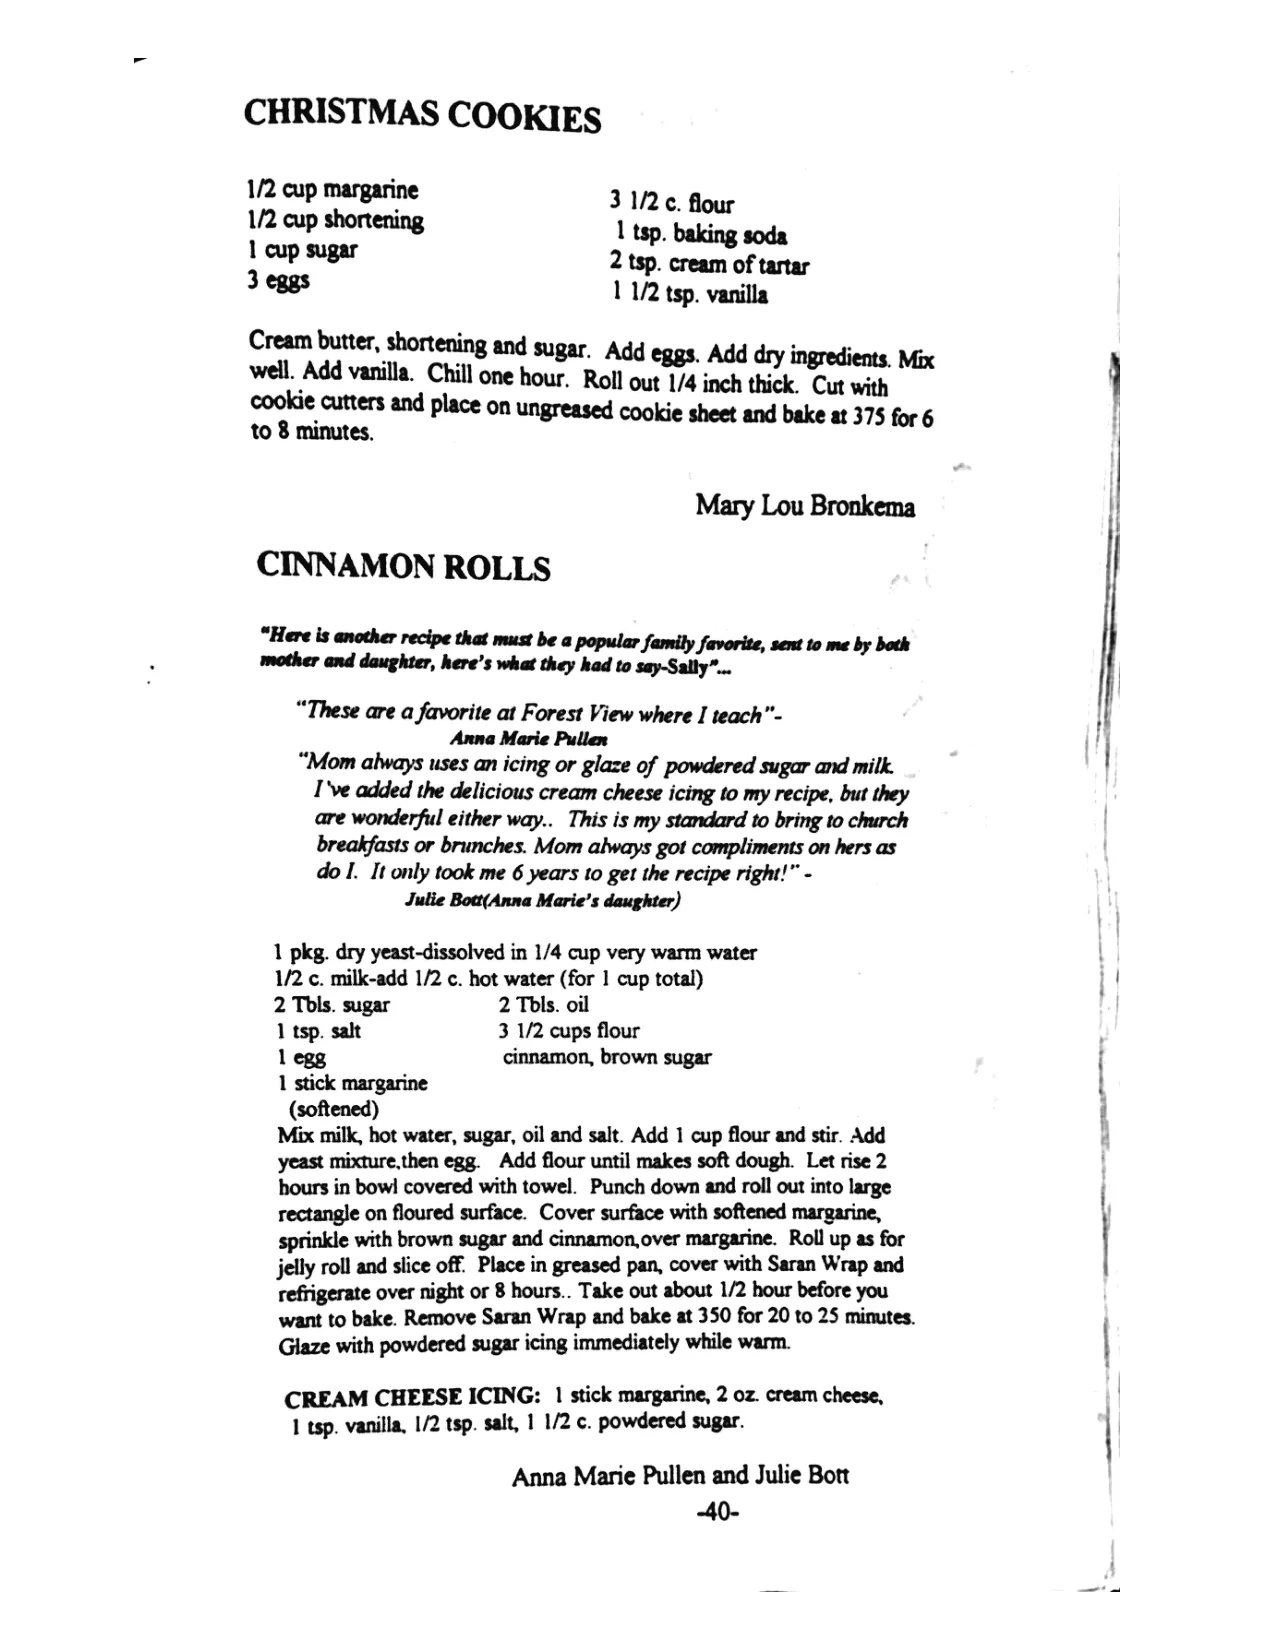 CHRISTMAS COOKIES
1/2 cup margarine
1/2 cup shortening
1 cup sugar
3 eggs
3 1/2 c. flour
1 tsp. baking soda
2 tsp. cream of tartar
1 1/2 tsp. vanilla
Cream butter, shortening and sugar. Add eggs. Add dry ingredients. Mix
well. Add vanilla. Chill one hour. Roll out 1/4 inch thick. Cut with
cookie cutters and place on ungreased cookie sheet and bake at 375 for 6
to 8 minutes.
Mary Lou Bronkema
CINNAMON ROLLS
"Here is another recipe that must be a popular family favorite, sent to me by both
mother and daughter, here's what they had to say-Sally"...
"These are a favorite at Forest View where I teach"-
Anna Marie Pullen
"Mom always uses an icing or glaze of powdered sugar and milk.
I've added the delicious cream cheese icing to my recipe, but they
are wonderful either way.. This is my standard to bring to church
breakfasts or brunches. Mom always got compliments on hers as
do I. It only took me 6 years to get the recipe right!" -
Julie Bott(Anna Marie's daughter)
1 pkg. dry yeast-dissolved in 1/4 cup very warm water
1/2 c. milk-add 1/2 c. hot water (for 1 cup total)
2 Tbls. sugar 2 Tbls. oil
1 tsp. salt 3 1/2 cups flour
1 egg cinnamon, brown sugar
1 stick margarine
(softened)
Mix milk, hot water, sugar, oil and salt. Add 1 cup flour and stir. Add
yeast mixture,then egg. Add flour until makes soft dough. Let rise 2
hours in bowl covered with towel. Punch down and roll out into large
rectangle on floured surface. Cover surface with softened margarine,
sprinkle with brown sugar and cinnamon,over margarine. Roll up as for
jelly roll and slice off. Place in greased pan, cover with Saran Wrap and
refrigerate over night or 8 hours.. Take out about 1/2 hour before you
want to bake. Remove Saran Wrap and bake at 350 for 20 to 25 minutes.
Glaze with powdered sugar icing immediately while warm.
CREAM CHEESE ICING: 1 stick margarine, 2 oz. cream cheese,
1 tsp. vanilla, 1/2 tsp. salt, 1 1/2 c. powdered sugar.
Anna Marie Pullen and Julie Bott
-40-